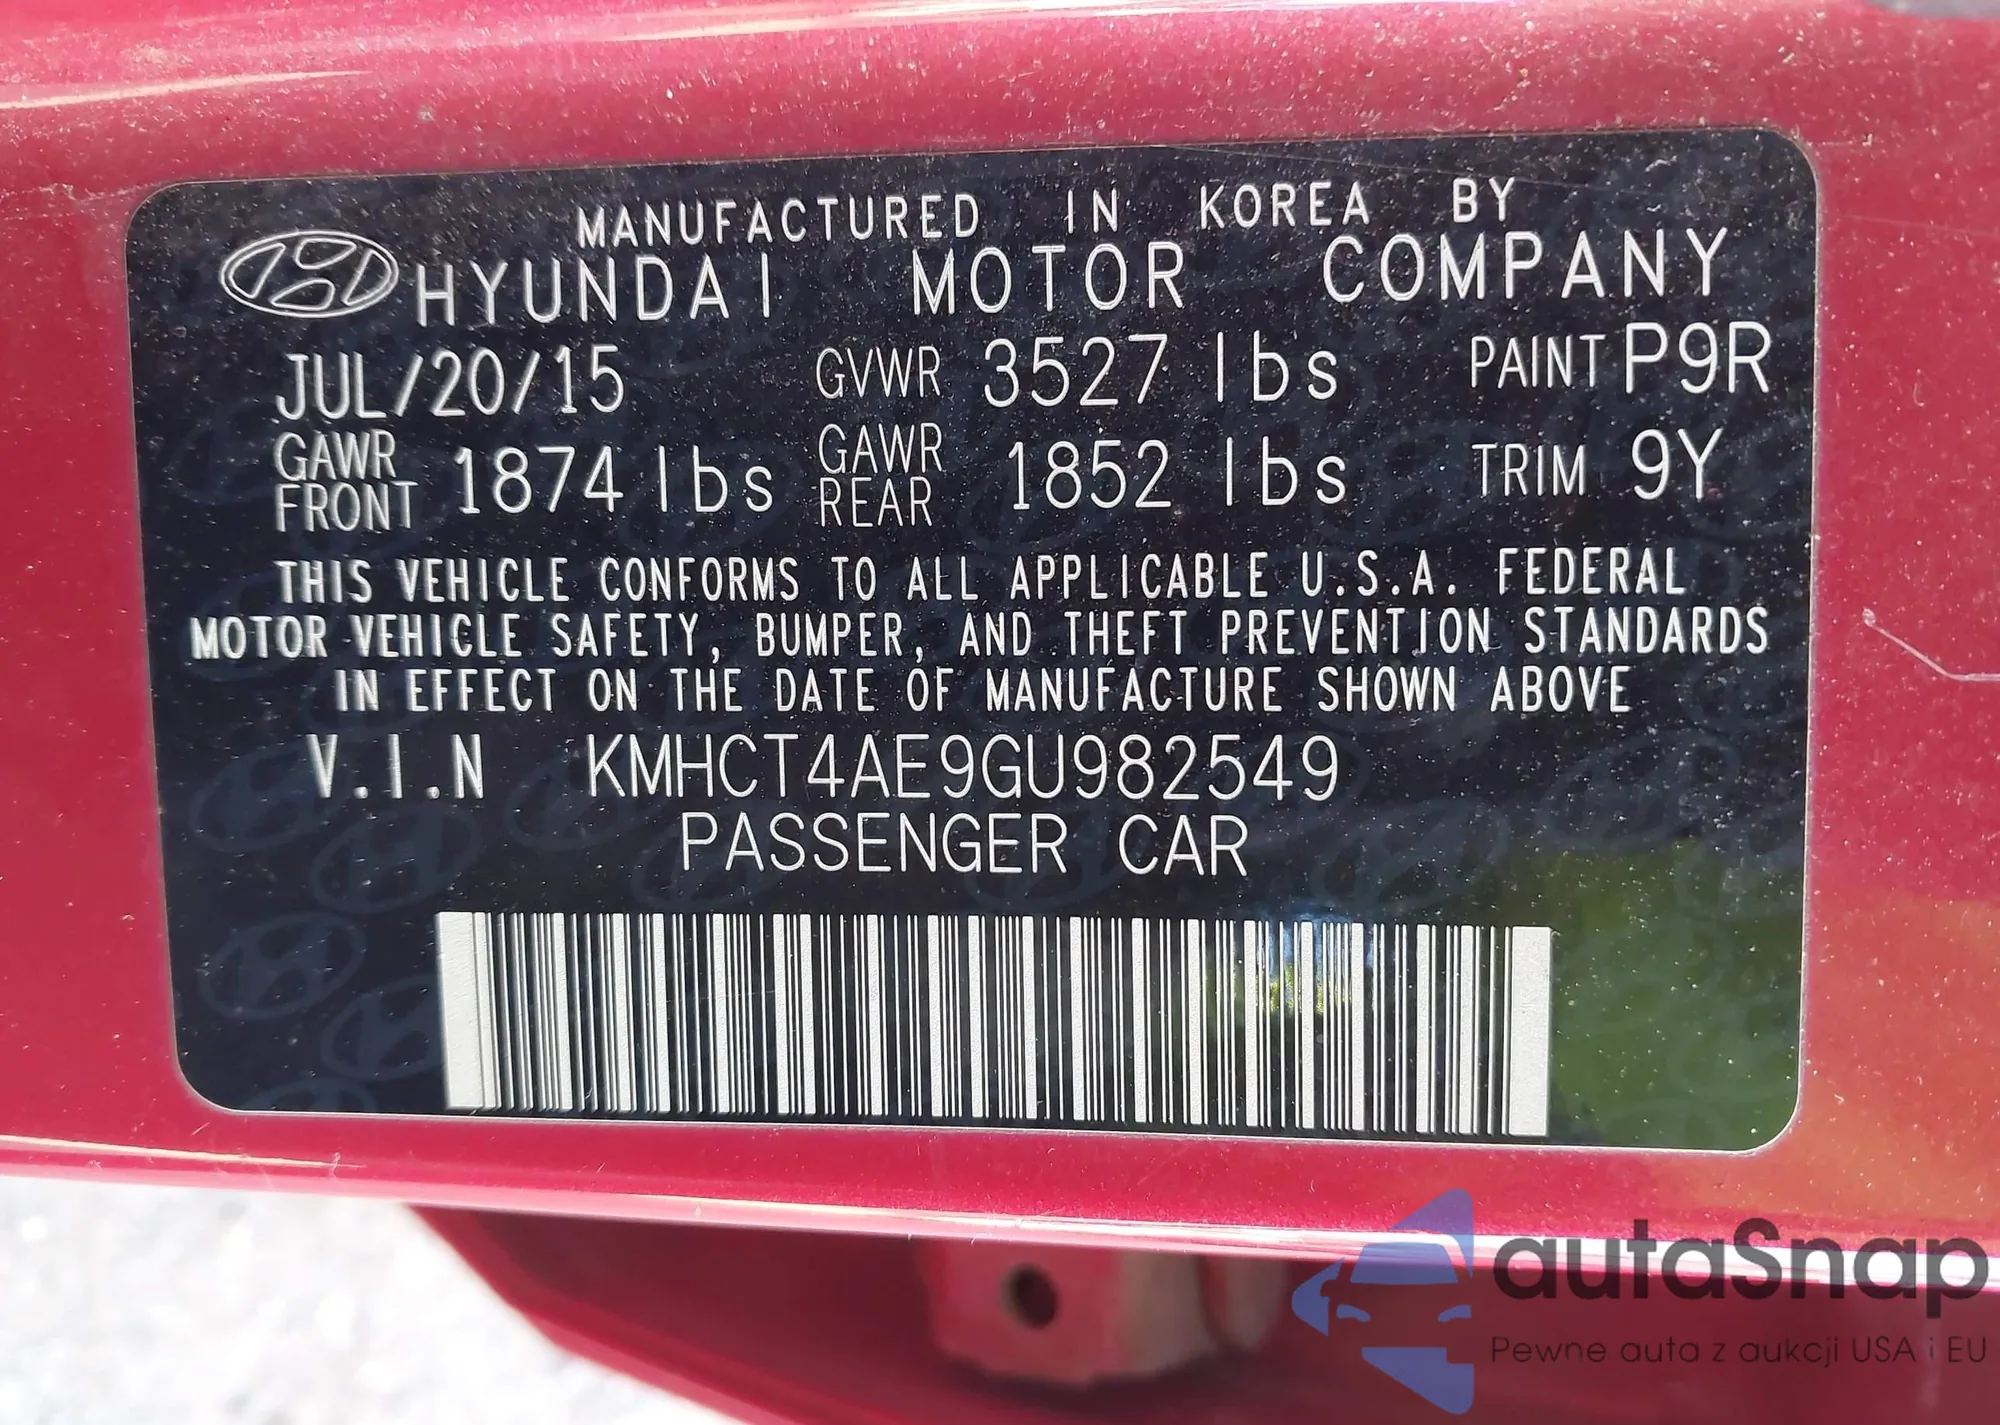 MANUFACTURED IN KOREA BY
HYUNDAI MOTOR COMPANY
JUL/20/15 GVWR 3527 lbs PAINT P9R
GAWR FRONT 1874 lbs GAWR REAR 1852 lbs TRIM 9Y
THIS VEHICLE CONFORMS TO ALL APPLICABLE U.S.A. FEDERAL
MOTOR VEHICLE SAFETY, BUMPER, AND THEFT PREVENTION STANDARDS
IN EFFECT ON THE DATE OF MANUFACTURE SHOWN ABOVE
V.I.N KMHCT4AE9GU982549
PASSENGER CAR
autaSnap
Pewne auta z aukcji USA i EU